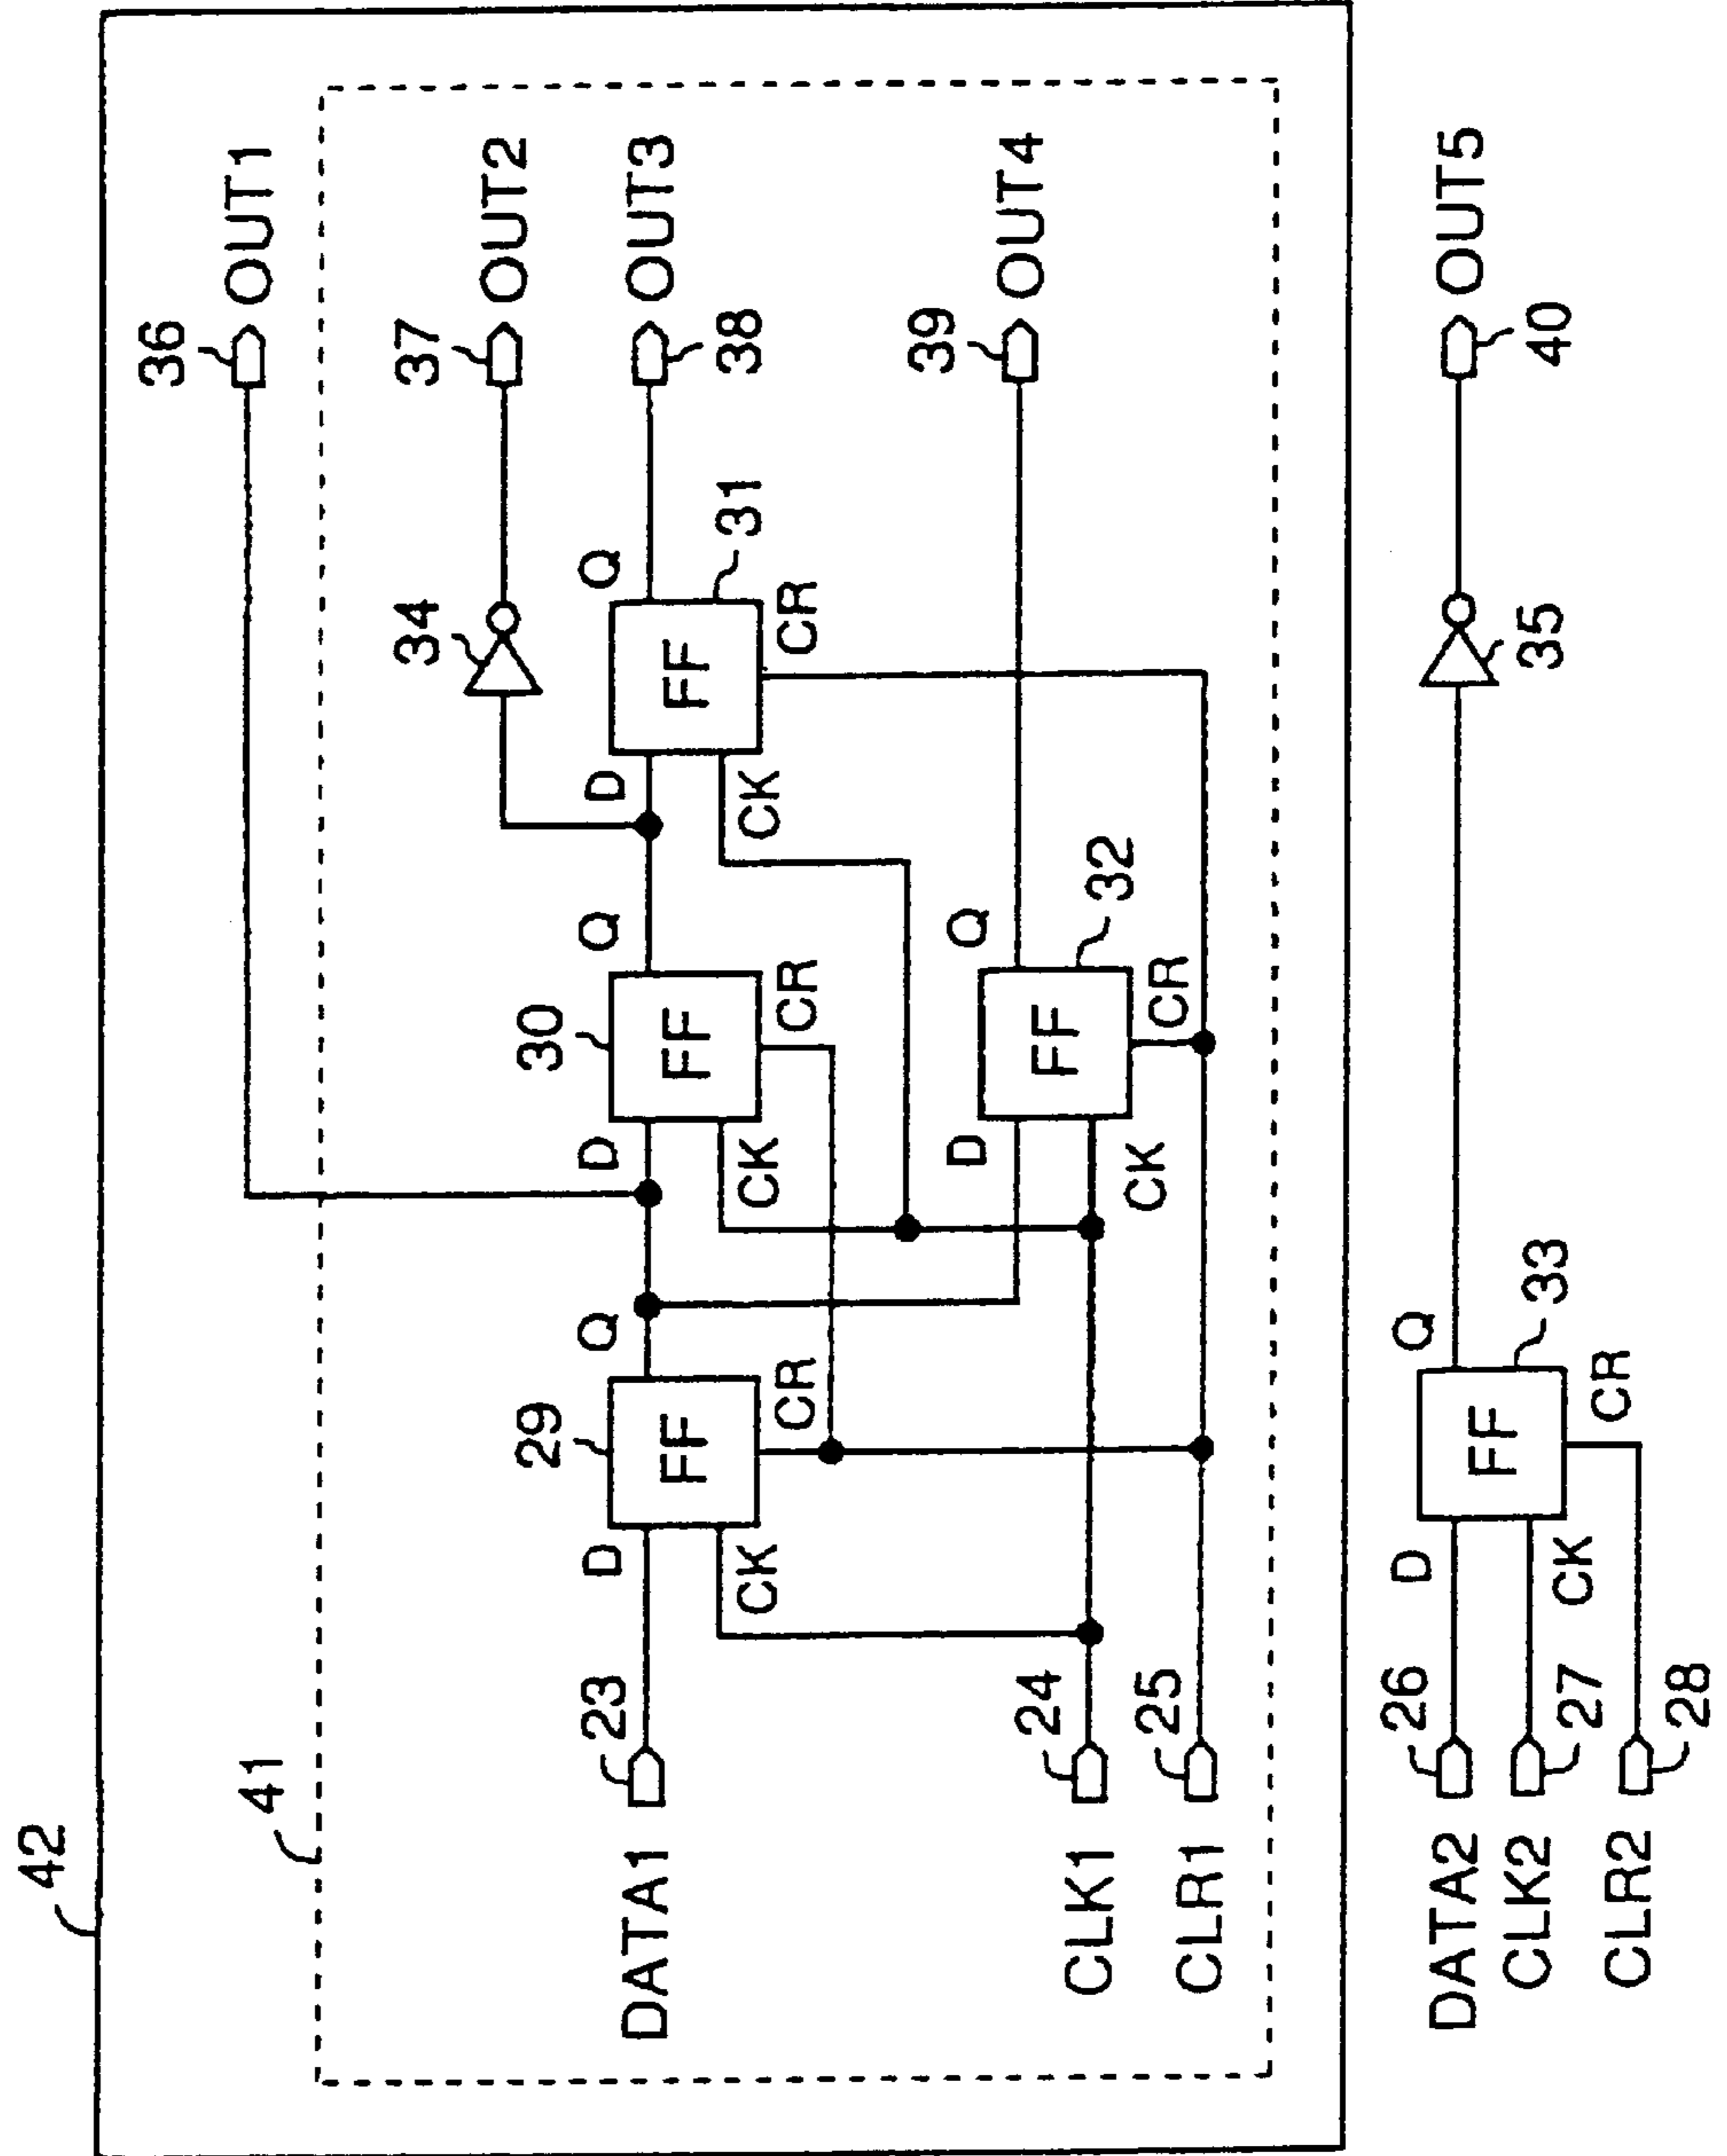 42
41
36
OUT1
34
37
OUT2
29
30
31
38
OUT3
DATA1
23
D
FF
Q
CK
CR
D
FF
Q
CK
CR
D
FF
Q
CK
CR
39
OUT4
32
D
FF
Q
CK
CR
CLK1
24
CLR1
25
DATA2
26
CLK2
27
CLR2
28
D
FF
Q
CK
CR
33
35
40
OUT5